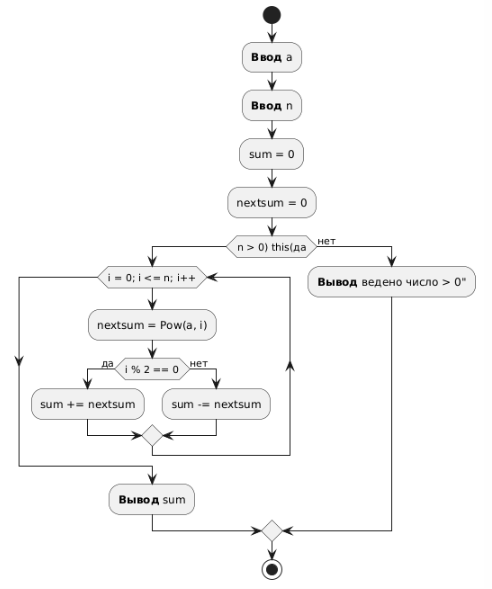 Ввод a
Ввод n
sum = 0
nextsum = 0
n > 0) this(да
нет
i = 0; i <= n; i++
Вывод ведено число > 0"
nextsum = Pow(a, i)
да
i % 2 == 0
нет
sum += nextsum
sum -= nextsum
Вывод sum